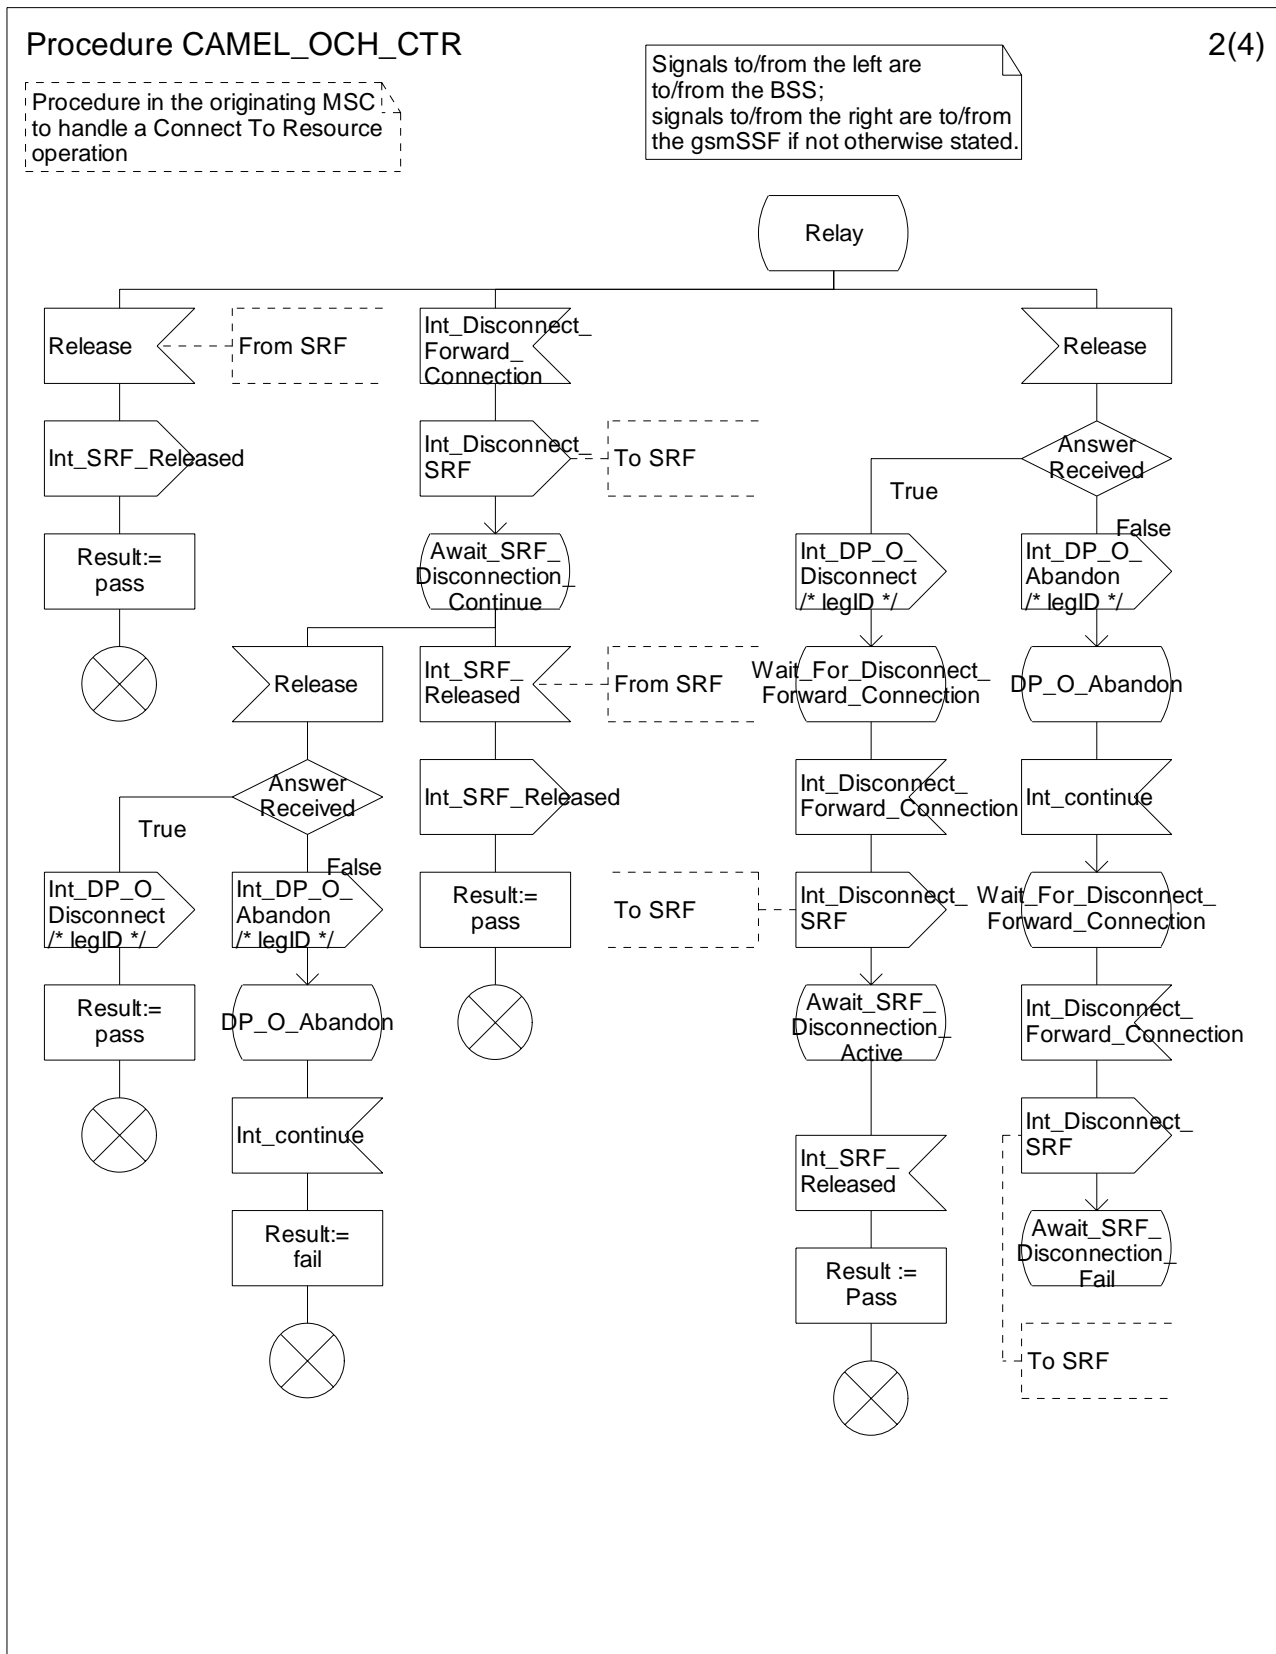 Procedure CAMEL_OCH_CTR
2(4)
Procedure in the originating MSC
to handle a Connect To Resource
operation
Signals to/from the left are
to/from the BSS;
signals to/from the right are to/from
the gsmSSF if not otherwise stated.
Relay
Release
From SRF
Int_Disconnect_
Forward_
Connection
Release
Int_SRF_Released
Int_Disconnect_
SRF
To SRF
Answer
Received
True
False
Result:=
pass
Await_SRF_
Disconnection_
Continue
Int_DP_O_
Disconnect
/* legID */
Int_DP_O_
Abandon
/* legID */
Release
Int_SRF_
Released
From SRF
Wait_For_Disconnect_
Forward_Connection
DP_O_Abandon
Answer
Received
True
False
Int_SRF_Released
Int_Disconnect_
Forward_Connection
Int_continue
Int_DP_O_
Disconnect
/* legID */
Int_DP_O_
Abandon
/* legID */
Result:=
pass
To SRF
Int_Disconnect_
SRF
Wait_For_Disconnect_
Forward_Connection
Result:=
pass
DP_O_Abandon
Await_SRF_
Disconnection_
Active
Int_Disconnect_
Forward_Connection
Int_continue
Int_SRF_
Released
Int_Disconnect_
SRF
Result:=
fail
Result :=
Pass
Await_SRF_
Disconnection_
Fail
To SRF